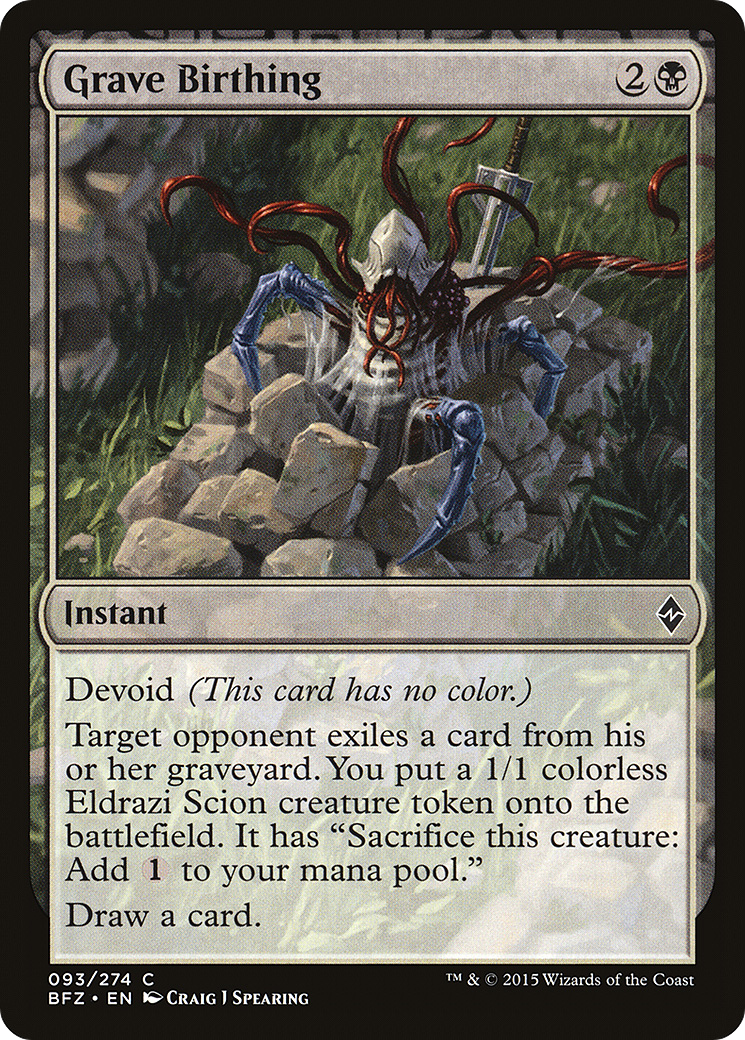 Grave Birthing 2
Instant
Devoid (This card has no color.)
Target opponent exiles a card from his
or her graveyard. You put a 1/1 colorless
Eldrazi Scion creature token onto the
battlefield. It has “Sacrifice this creature:
Add 1 to your mana pool.”
Draw a card.
093/274 C
BFZ • EN Craig J Spearing
™ & © 2015 Wizards of the Coast